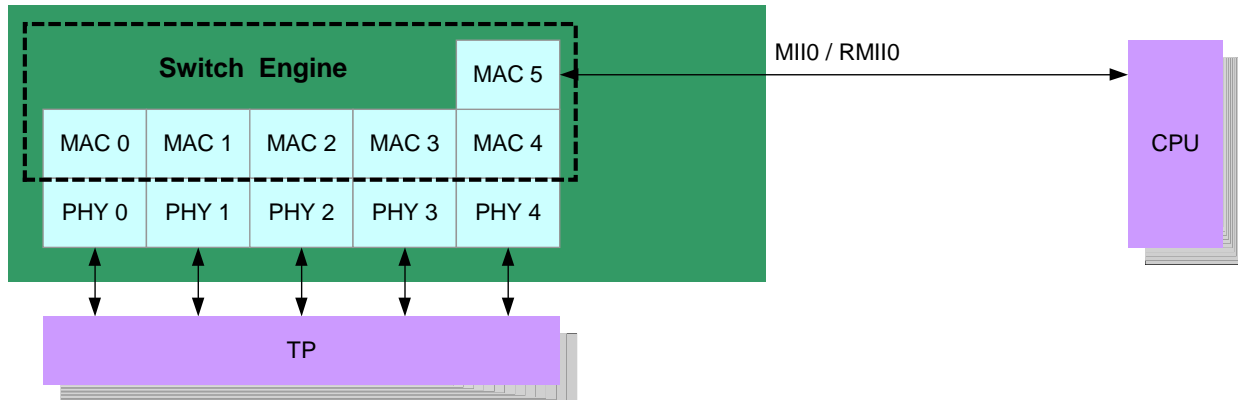 MII0 / RMII0
Switch Engine
MAC 5
MAC 0 MAC 1 MAC 2 MAC 3 MAC 4
CPU
PHY 0 PHY 1 PHY 2 PHY 3 PHY 4
TP